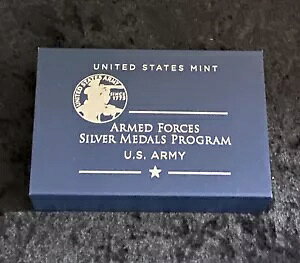 UNITED STATES MINT
UNITED STATES ARMY
SINCE
1775
ARMED FORCES
SILVER MEDALS PROGRAM
U.S. ARMY